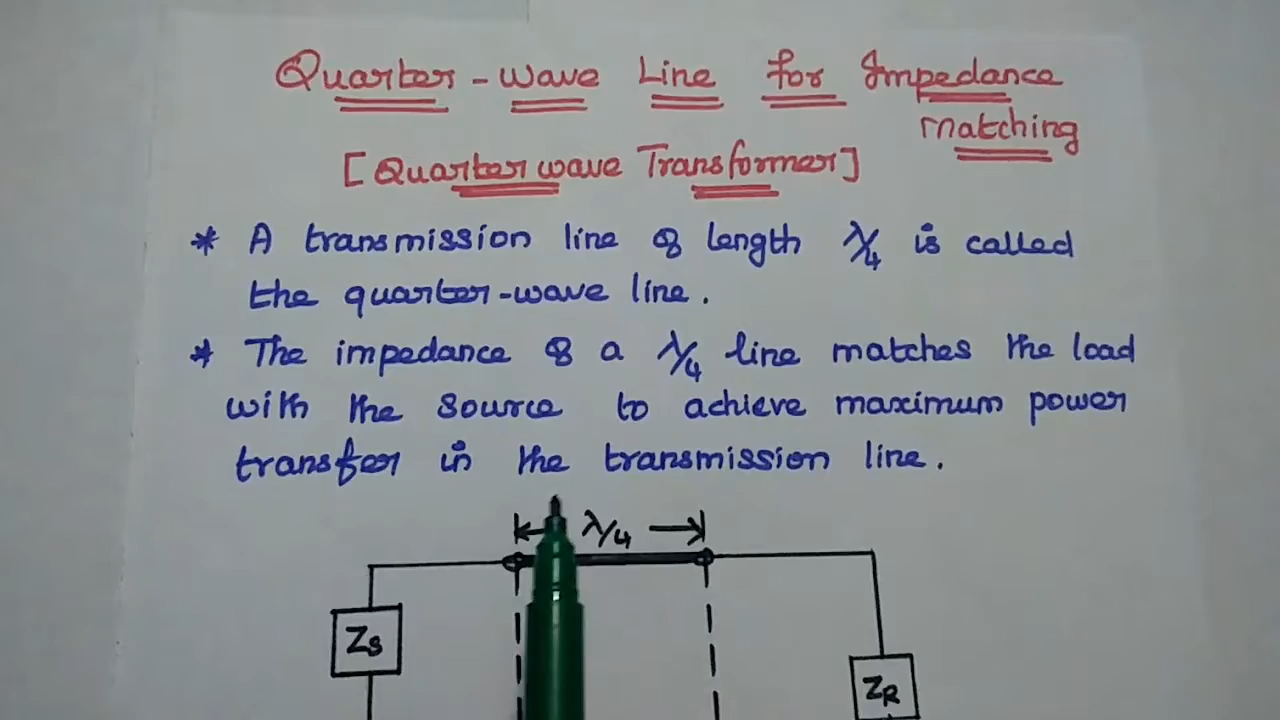 Quarter-wave Line for Impedance
matching
[Quarter wave Transformer]
* A transmission line of length λ/4 is called
the quarter-wave line.
* The impedance of a λ/4 line matches the load
with the source to achieve maximum power
transfer in the transmission line.
λ/4
ZS
ZR